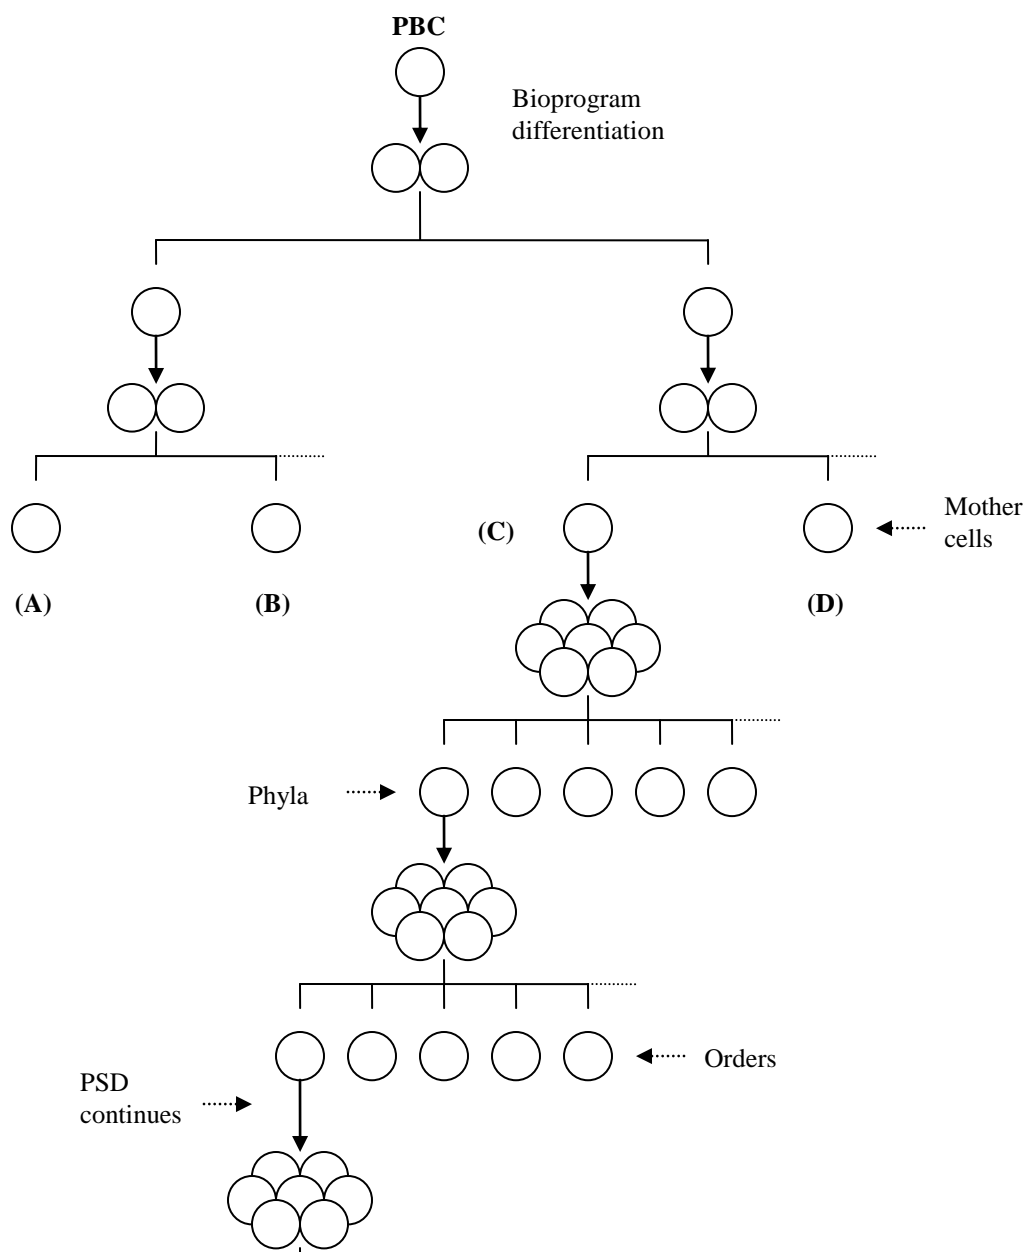 PBC
Bioprogram
differentiation
Mother
cells
(C)
(A)
(B)
(D)
Phyla
Orders
PSD
continues